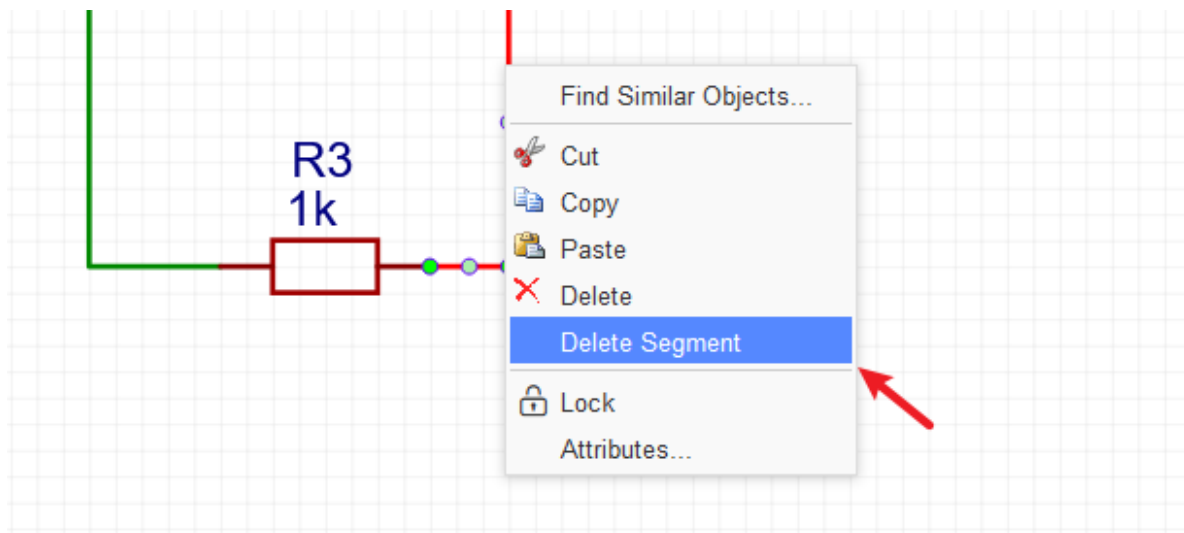 R3
1k
Find Similar Objects...
Cut
Copy
Paste
Delete
Delete Segment
Lock
Attributes...